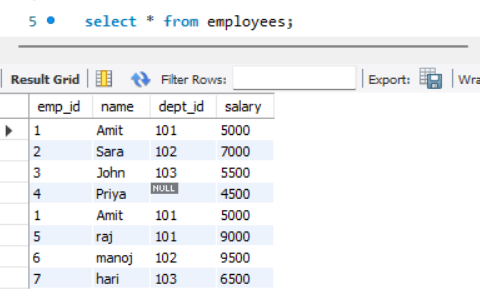 5 select * from employees;
Result Grid Filter Rows: Export: Wra
emp_id name dept_id salary
1 Amit 101 5000
2 Sara 102 7000
3 John 103 5500
4 Priya NULL 4500
1 Amit 101 5000
5 raj 101 9000
6 manoj 102 9500
7 hari 103 6500